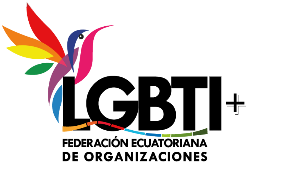 LGBTI+
FEDERACIÓN ECUATORIANA
DE ORGANIZACIONES